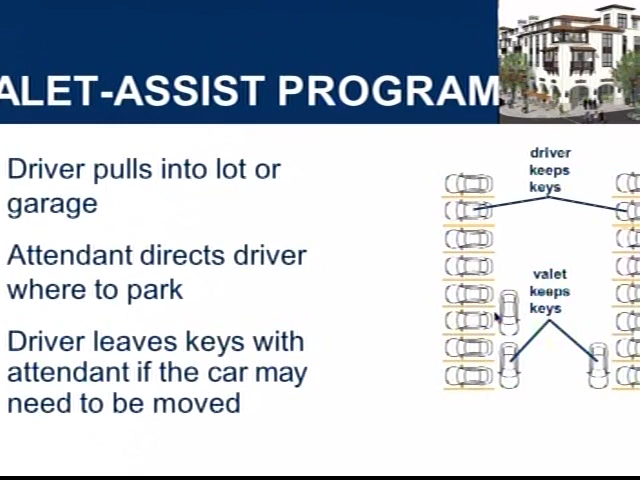 ALET-ASSIST PROGRAM
Driver pulls into lot or
garage
Attendant directs driver
where to park
Driver leaves keys with
attendant if the car may
need to be moved
driver
keeps
keys
valet
keeps
keys